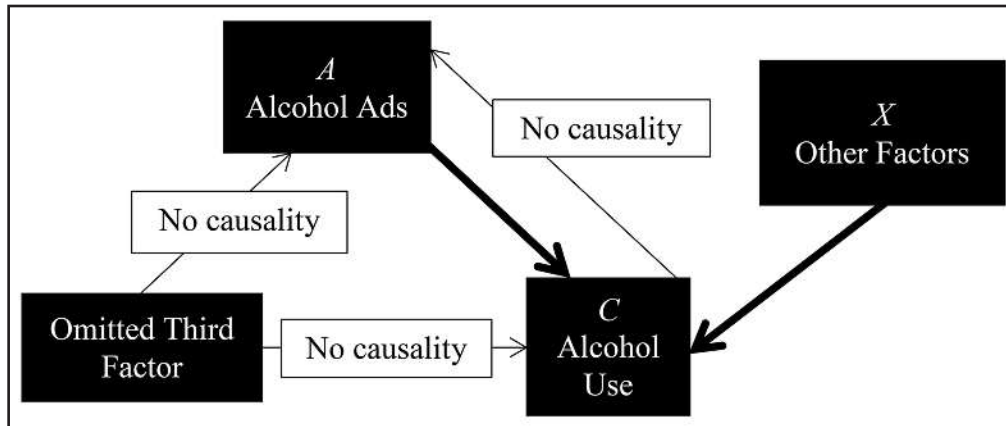 A
Alcohol Ads
No causality
X
Other Factors
No causality
Omitted Third
Factor
No causality
C
Alcohol
Use